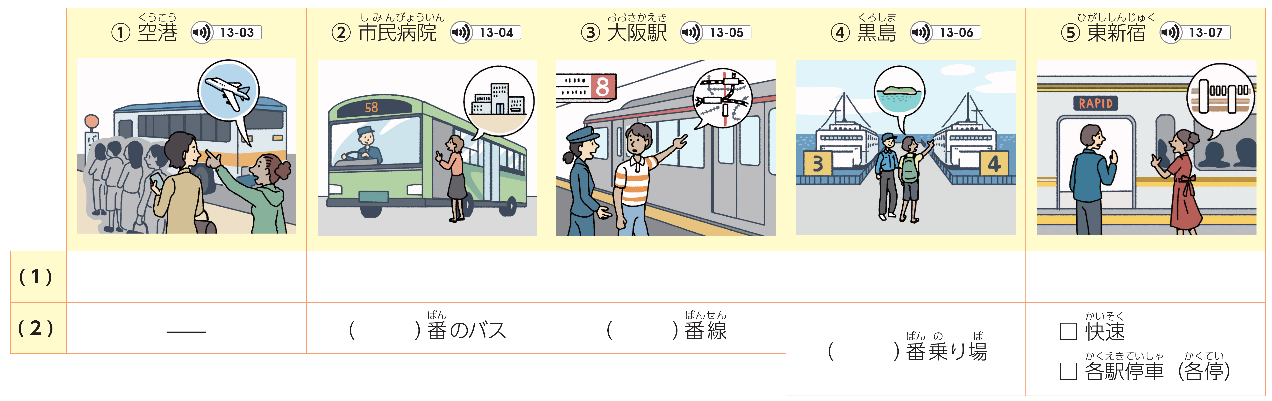 ① 空港 くうこう 13-03
② 市民病院 しみんびょういん 13-04
③ 大阪駅 おおさかえき 13-05
④ 黒島 くろしま 13-06
⑤ 東新宿 ひがししんじゅく 13-07
58
8
3
4
RAPID
(1)
(2)
―
( )番のバス ばん
( )番線 ばんせん
( )番乗り場 ばん の ば
□ 快速 かいそく
□ 各駅停車(各停) かくえきていしゃ かくてい